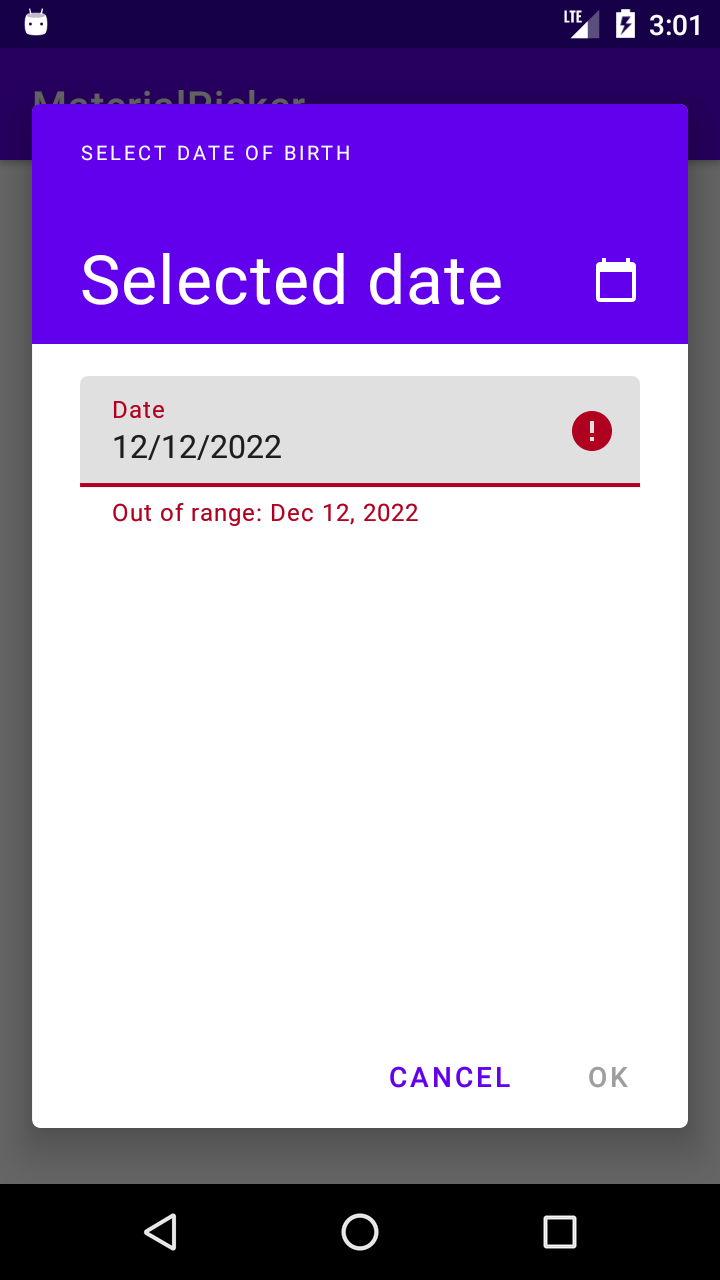 LTE 3:01
MaterialPicker
SELECT DATE OF BIRTH
Selected date
Date
12/12/2022
Out of range: Dec 12, 2022
CANCEL OK